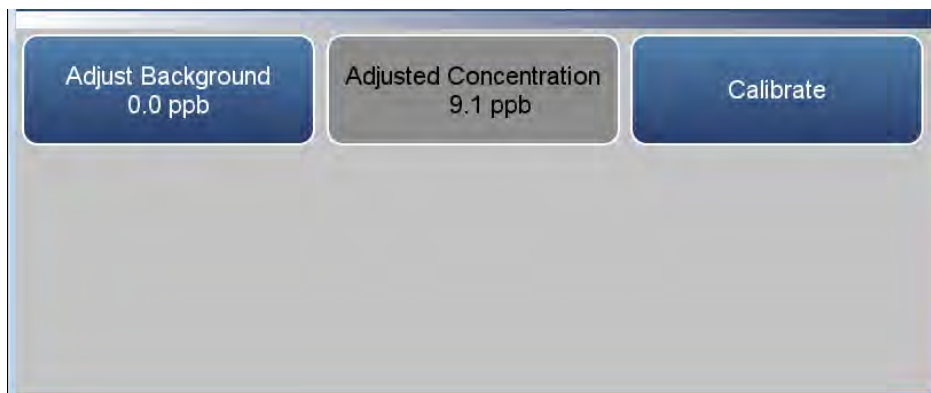 Adjust Background
0.0 ppb
Adjusted Concentration
9.1 ppb
Calibrate